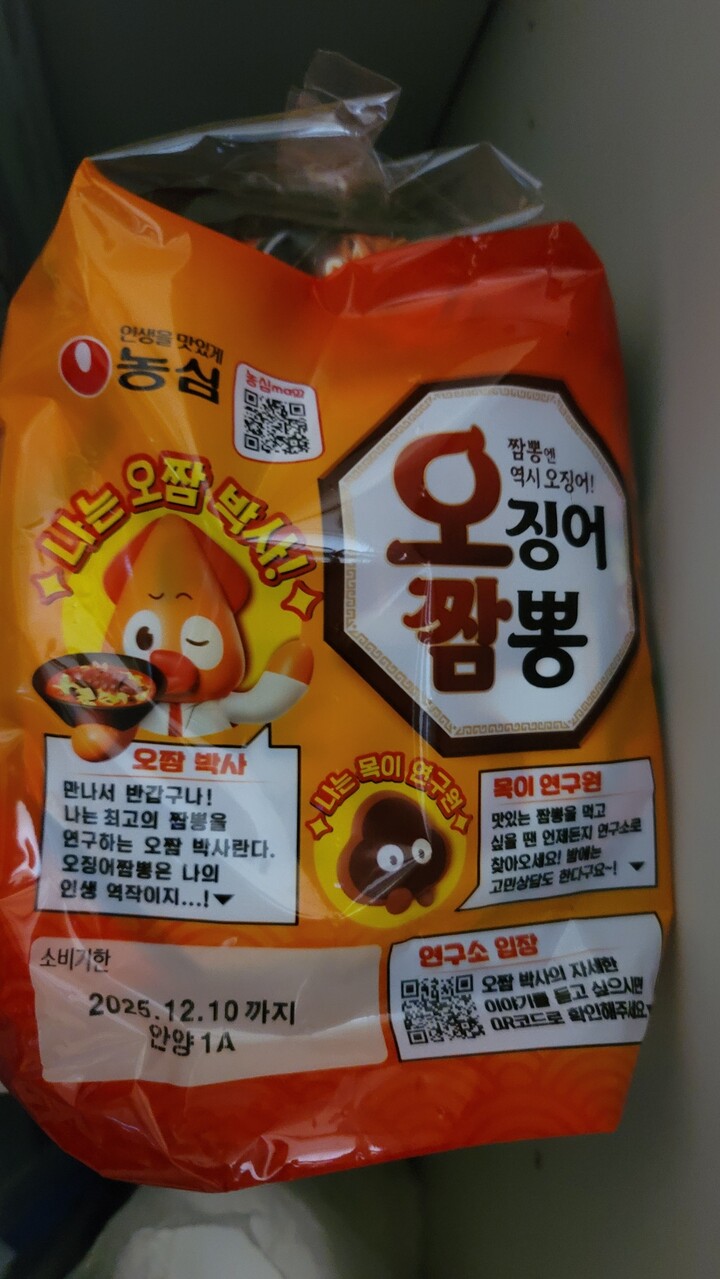 인생을 맛있게
농심
농심mall
나는 오짬 박사!
짬뽕엔
역시 오징어!
오징어
짬뽕
오짬 박사
만나서 반갑구나!
나는 최고의 짬뽕을
연구하는 오짬 박사란다.
오징어짬뽕은 나의
인생 역작이지...!
나는 목이 연구원
목이 연구원
맛있는 짬뽕을 먹고
싶을 땐 언제든지 연구소로
찾아오세요! 밤에는
고민상담도 한다구요~!
소비기한
2025.12.10 까지
안양 1A
연구소 입장
오짬 박사의 자세한
이야기를 듣고 싶으시면
QR코드로 확인해주세요